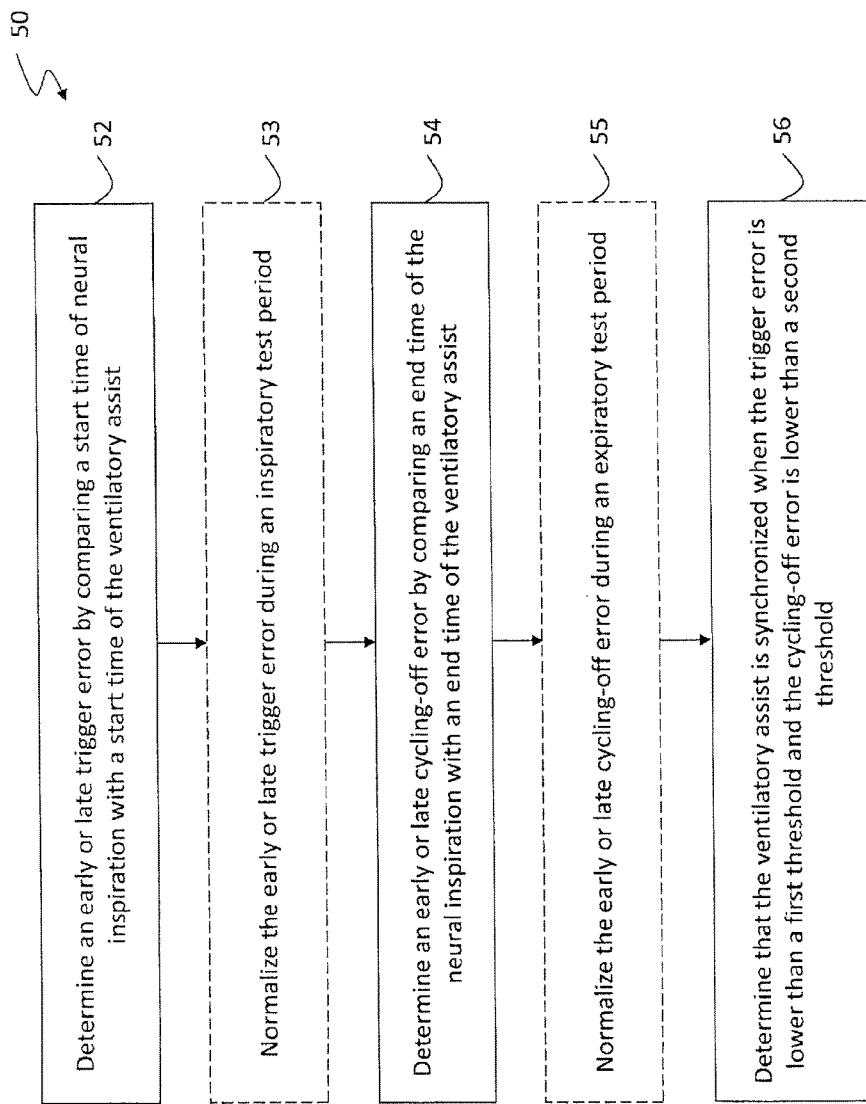 50
52
Determine an early or late trigger error by comparing a start time of neural
inspiration with a start time of the ventilatory assist
53
Normalize the early or late trigger error during an inspiratory test period
54
Determine an early or late cycling-off error by comparing an end time of the
neural inspiration with an end time of the ventilatory assist
55
Normalize the early or late cycling-off error during an expiratory test period
56
Determine that the ventilatory assist is synchronized when the trigger error is
lower than a first threshold and the cycling-off error is lower than a second
threshold